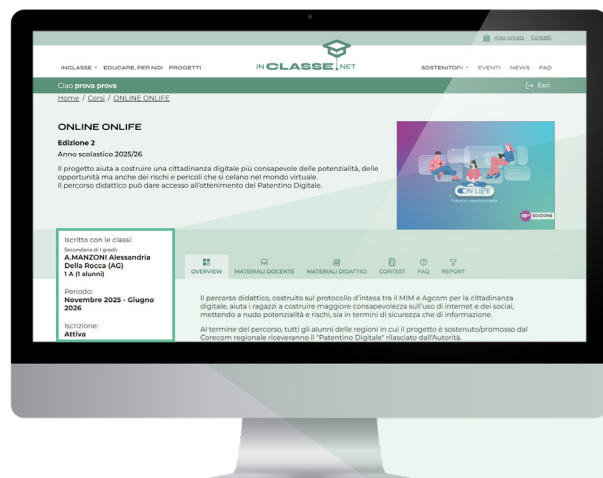 Area privata Contatti
INCLASSE EDUCARE, PER NOI PROGETTI
IN CLASSE.NET
SOSTENITORI EVENTI NEWS FAQ
Ciao prova prova
Esci
Home / Corsi / ONLINE ONLIFE
ONLINE ONLIFE
Edizione 2
Anno scolastico 2025/26
Il progetto aiuta a costruire una cittadinanza digitale più consapevole delle potenzialità, delle
opportunità ma anche dei rischi e pericoli che si celano nel mondo virtuale.
Il percorso didattico può dare accesso all'ottenimento del Patentino Digitale.
ON LIFE
EDIZIONE
Iscritto con le classi:
Secondaria di I grado
A.MANZONI Alessandria
Della Rocca (AG)
1 A (1 alunni)
Periodo:
Novembre 2025 - Giugno
2026
Iscrizione:
Attiva
OVERVIEW MATERIALI DOCENTE MATERIALI DIDATTICI CONTEST FAQ REPORT
Il percorso didattico, costruito sul protocollo d'intesa tra il MIM e Agcom per la cittadinanza
digitale, aiuta i ragazzi a costruire maggiore consapevolezza sull'uso di internet e dei social,
mettendo a nudo potenzialità e rischi, sia in termini di sicurezza che di informazione.
Al termine del percorso, tutti gli alunni delle regioni in cui il progetto è sostenuto/promosso dal
Corecom regionale riceveranno il "Patentino Digitale" rilasciato dall'Autorità.